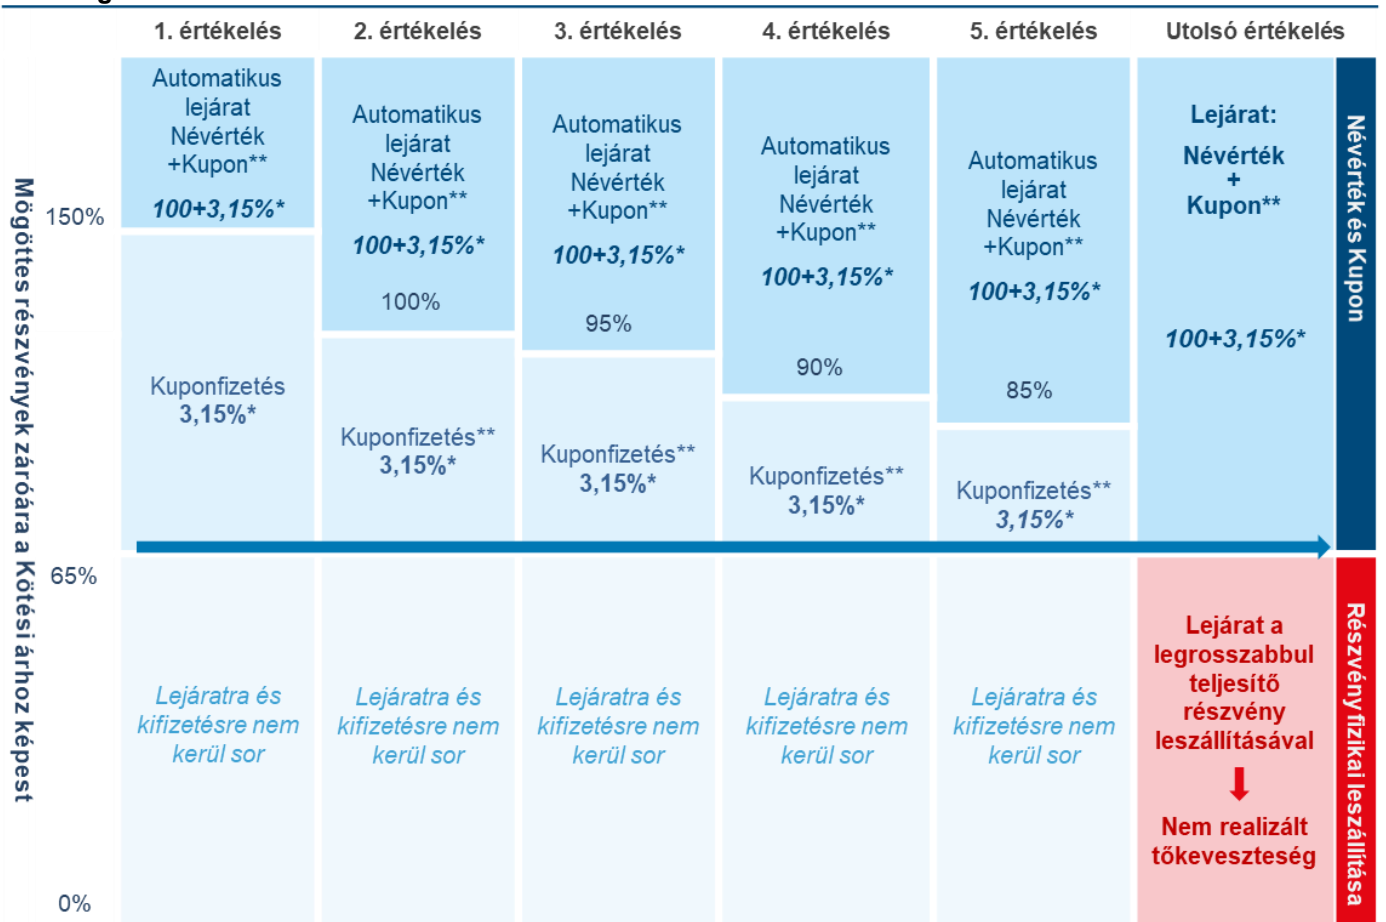 1. értékelés
2. értékelés
3. értékelés
4. értékelés
5. értékelés
Utolsó értékelés
Mögöttes részvények záróára a Kötési árhoz képest
150%
65%
0%
Automatikus
lejárat
Névérték
+Kupon**
100+3,15%*
Kuponfizetés
3,15%*
Lejáratra és
kifizetésre nem
kerül sor
Automatikus
lejárat
Névérték
+Kupon**
100+3,15%*
100%
Kuponfizetés**
3,15%*
Lejáratra és
kifizetésre nem
kerül sor
Automatikus
lejárat
Névérték
+Kupon**
100+3,15%*
95%
Kuponfizetés**
3,15%*
Lejáratra és
kifizetésre nem
kerül sor
Automatikus
lejárat
Névérték
+Kupon**
100+3,15%*
90%
Kuponfizetés**
3,15%*
Lejáratra és
kifizetésre nem
kerül sor
Automatikus
lejárat
Névérték
+Kupon**
100+3,15%*
85%
Kuponfizetés**
3,15%*
Lejáratra és
kifizetésre nem
kerül sor
Lejárat:
Névérték
+
Kupon**
100+3,15%*
Lejárat a
legrosszabbul
teljesítő
részvény
leszállításával
Nem realizált
tőkeveszteség
Névérték és Kupon
Részvény fizikai leszállítása